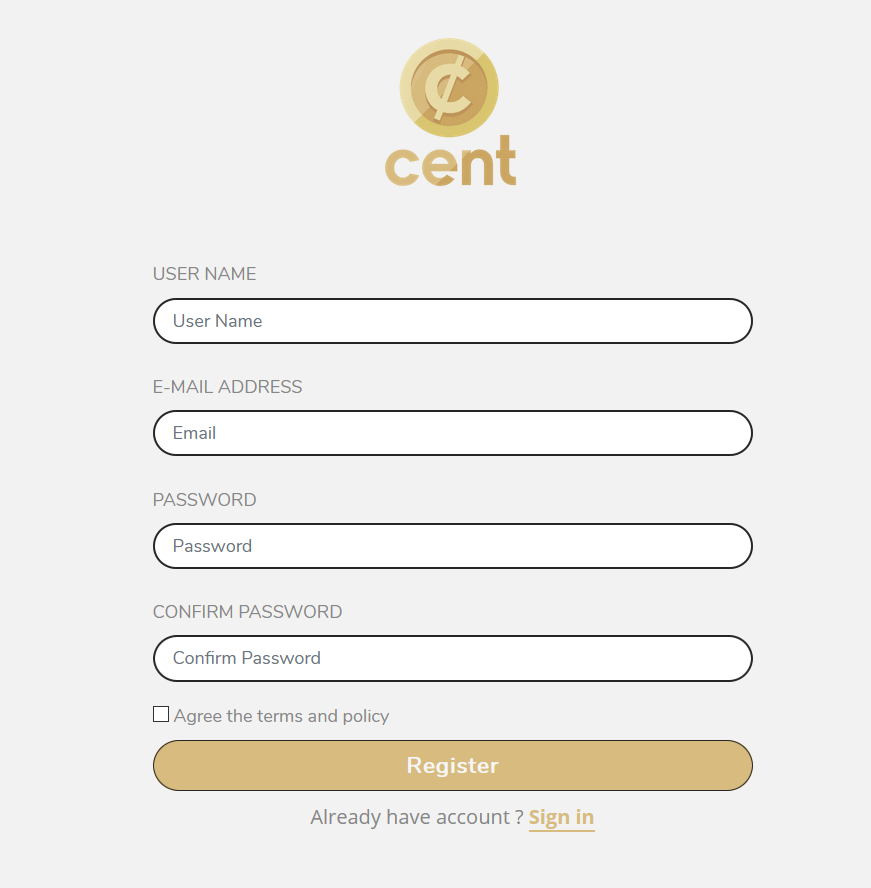 ¢
cent
USER NAME
User Name
E-MAIL ADDRESS
Email
PASSWORD
Password
CONFIRM PASSWORD
Confirm Password
Agree the terms and policy
Register
Already have account ? Sign in